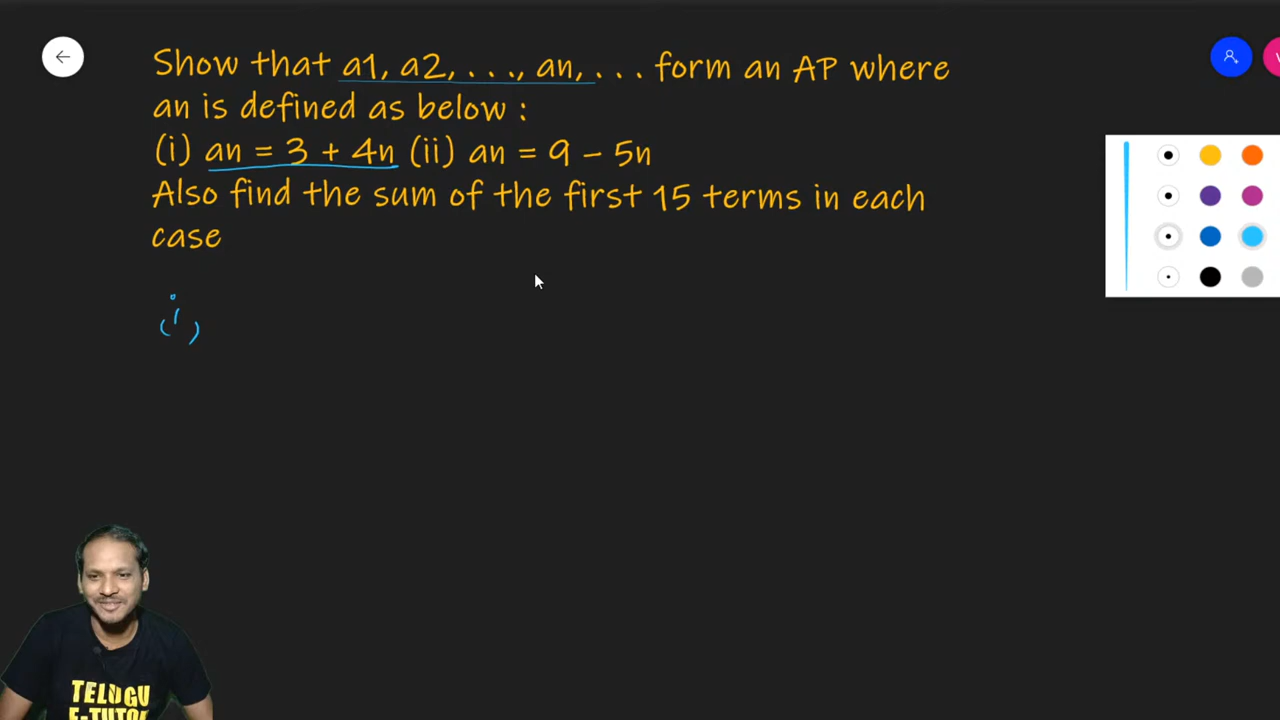 Show that a1, a2, . . ., an, . . . form an AP where
an is defined as below :
(i) an = 3 + 4n (ii) an = 9 – 5n
Also find the sum of the first 15 terms in each
case
(i)
TELUGU
E-TUTOR